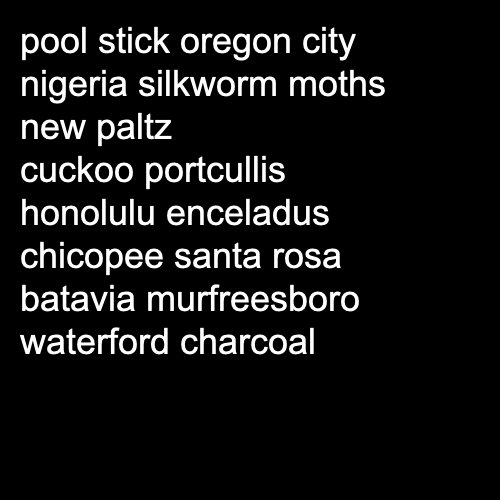 pool stick oregon city
nigeria silkworm moths
new paltz
cuckoo portcullis
honolulu enceladus
chicopee santa rosa
batavia murfreesboro
waterford charcoal